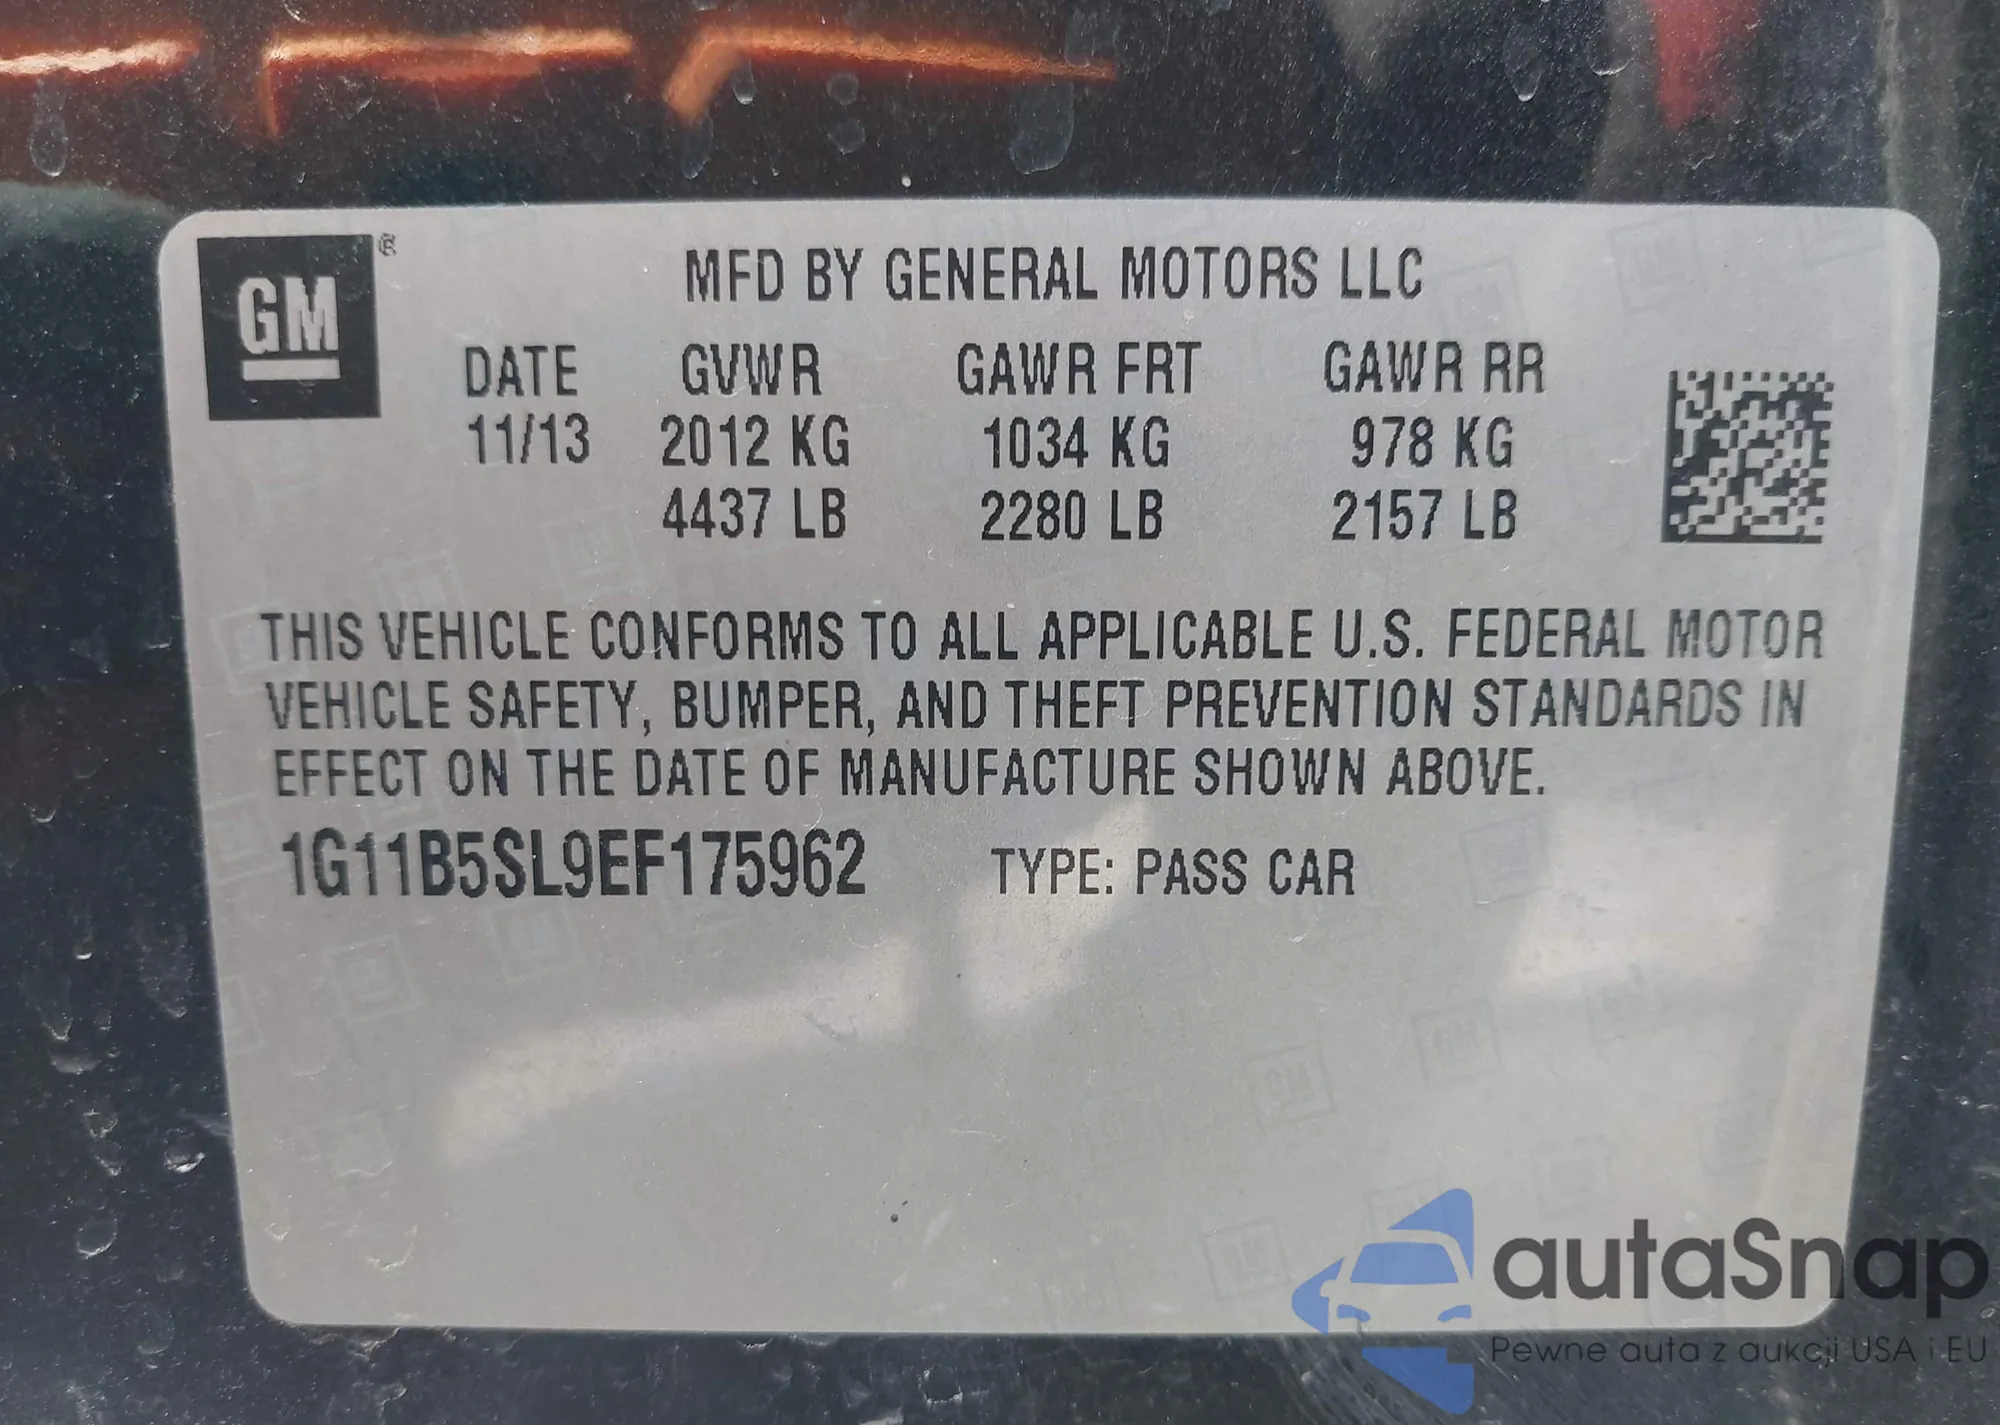 GM ®
MFD BY GENERAL MOTORS LLC
DATE GVWR GAWR FRT GAWR RR
11/13 2012 KG 1034 KG 978 KG
4437 LB 2280 LB 2157 LB
THIS VEHICLE CONFORMS TO ALL APPLICABLE U.S. FEDERAL MOTOR
VEHICLE SAFETY, BUMPER, AND THEFT PREVENTION STANDARDS IN
EFFECT ON THE DATE OF MANUFACTURE SHOWN ABOVE.
1G11B5SL9EF175962 TYPE: PASS CAR
autaSnap
Pewne auta z aukcji USA i EU